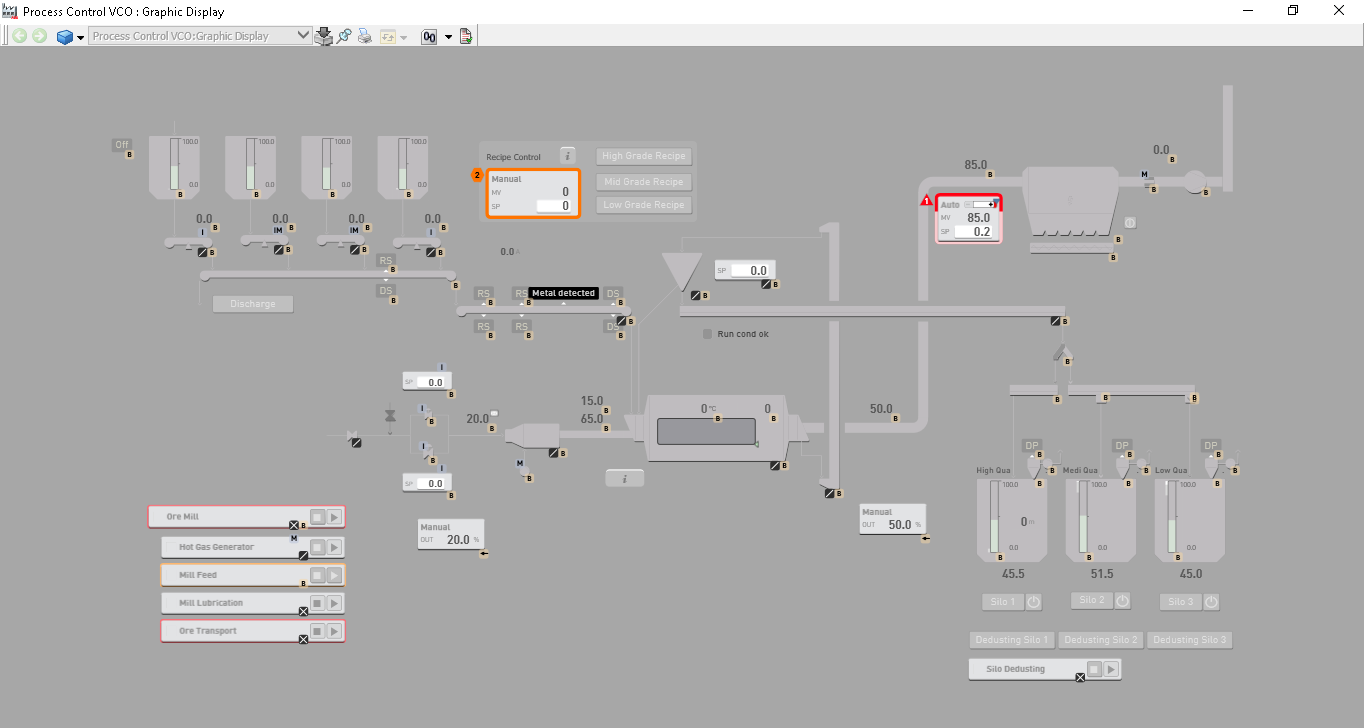 Process Control VCO : Graphic Display
Process Control VCO:Graphic Display
Off
B
100.0
100.0
100.0
100.0
0.0
0.0
0.0
0.0
B
B
B
B
0.0
0.0
0.0
0.0
I
IM
IM
I
B
B
B
B
B
B
B
B
Recipe Control
i
High Grade Recipe
2
Manual
MV
0
SP
0
Mid Grade Recipe
Low Grade Recipe
0.0 A
RS
B
DS
B
B
Discharge
RS
RS
Metal detected
DS
B
B
B
B
RS
RS
DS
B
B
B
SP
0.0
B
B
Run cond ok
B
85.0
B
Auto
MV
85.0
SP
0.2
0.0
B
M
B
B
B
B
B
I
SP
0.0
B
I
B
I
B
I
SP
0.0
B
20.0
B
M
B
B
15.0
B
65.0
B
0 °C
B
0
B
B
i
50.0
B
B
Manual
OUT
20.0 %
Manual
OUT
50.0 %
Ore Mill
B
M
Hot Gas Generator
Mill Feed
B
Mill Lubrication
Ore Transport
B
B
B
DP
DP
DP
B
B
B
B
B
B
High Qua
Medi Qua
Low Qua
100.0
100.0
100.0
0 m
0.0
0.0
0.0
B
B
B
45.5
51.5
45.0
Silo 1
Silo 2
Silo 3
Dedusting Silo 1
Dedusting Silo 2
Dedusting Silo 3
Silo Dedusting